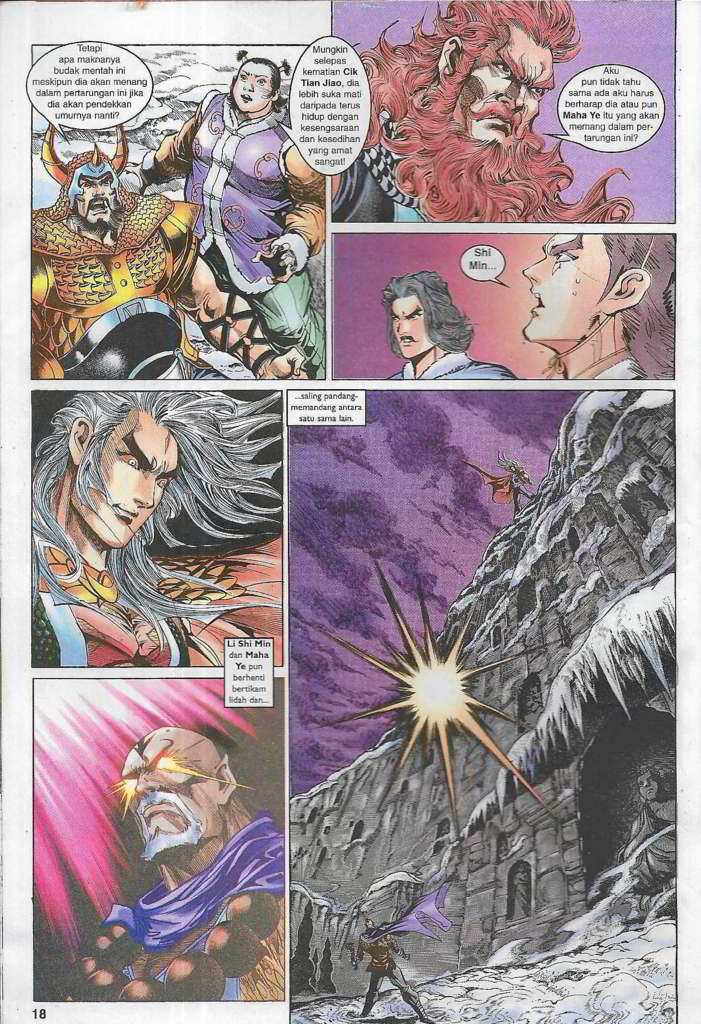 Tetapi
apa maknanya
budak mentah ini
meskipun dia akan menang
dalam pertarungan ini jika
dia akan pendekkan
umurnya nanti?
Mungkin
selepas
kematian Cik
Tian Jiao, dia
lebih suka mati
daripada terus
hidup dengan
kesengsaraan
dan kesedihan
yang amat
sangat!
Aku
pun tidak tahu
sama ada aku harus
berharap dia atau pun
Maha Ye itu yang akan
memang dalam per-
tarungan ini?
Shi
Min...
Li Shi Min
dan Maha
Ye pun
berhenti
bertikam
lidah dan...
...saling pandang-
memandang antara
satu sama lain.
18